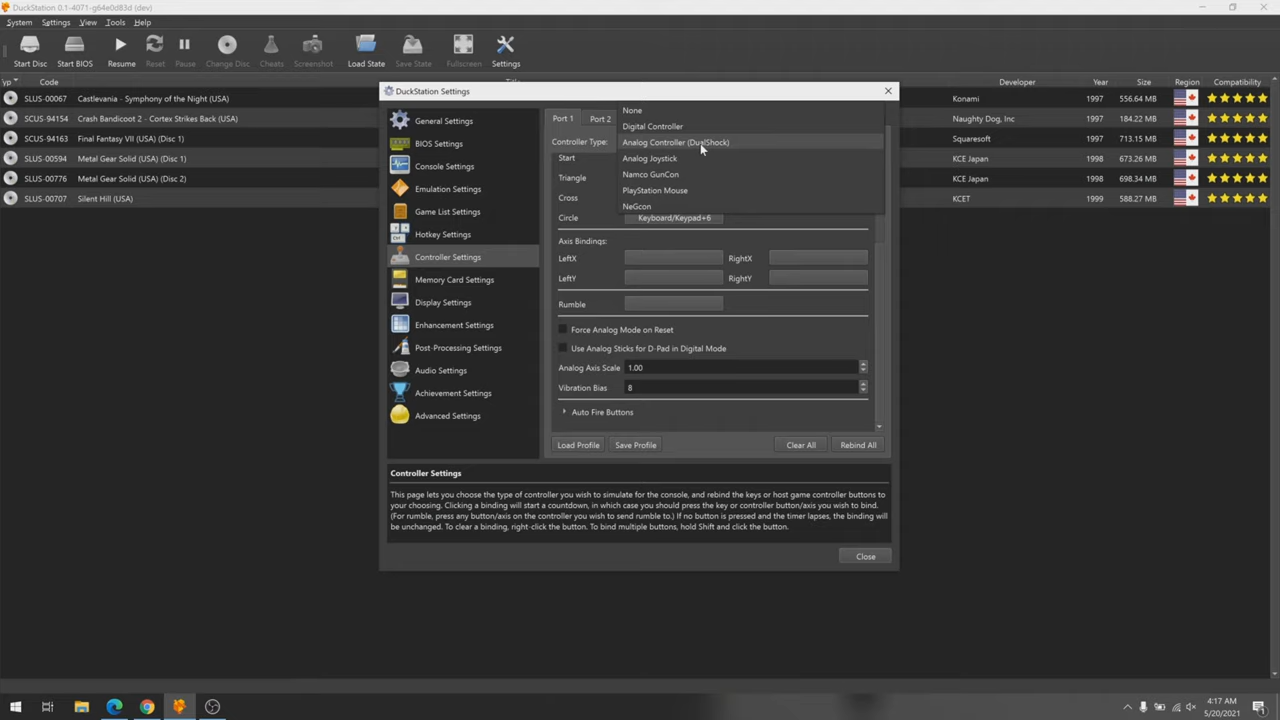 DuckStation 0.1-4071-g64e0d83d (dev)
System Settings View Tools Help
Start Disc Start BIOS Resume Reset Pause Change Disc Cheats Screenshot Load State Save State Fullscreen Settings
Code Title Developer Year Size Region Compatibility
SLUS-00067 Castlevania - Symphony of the Night (USA) Konami 1997 556.64 MB
SCUS-94154 Crash Bandicoot 2 - Cortex Strikes Back (USA) Naughty Dog, Inc 1997 184.22 MB
SCUS-94163 Final Fantasy VII (USA) (Disc 1) Squaresoft 1997 713.15 MB
SLUS-00594 Metal Gear Solid (USA) (Disc 1) KCE Japan 1998 673.26 MB
SLUS-00776 Metal Gear Solid (USA) (Disc 2) KCE Japan 1998 698.34 MB
SLUS-00707 Silent Hill (USA) KCET 1999 588.27 MB
DuckStation Settings
General Settings
BIOS Settings
Console Settings
Emulation Settings
Game List Settings
Hotkey Settings
Controller Settings
Memory Card Settings
Display Settings
Enhancement Settings
Post-Processing Settings
Audio Settings
Achievement Settings
Advanced Settings
Port 1 Port 2
Controller Type:
None
Digital Controller
Analog Controller (DualShock)
Analog Joystick
Namco GunCon
PlayStation Mouse
NeGcon
Start
Triangle
Cross
Circle Keyboard/Keypad+6
Axis Bindings:
LeftX RightX
LeftY RightY
Rumble
Force Analog Mode on Reset
Use Analog Sticks for D-Pad in Digital Mode
Analog Axis Scale 1.00
Vibration Bias 8
Auto Fire Buttons
Load Profile Save Profile Clear All Rebind All
Controller Settings
This page lets you choose the type of controller you wish to simulate for the console, and rebind the keys or host game controller buttons to
your choosing. Clicking a binding will start a countdown, in which case you should press the key or controller button/axis you wish to bind.
(For rumble, press any button/axis on the controller you wish to send rumble to.) If no button is pressed and the timer lapses, the binding will
be unchanged. To clear a binding, right-click the button. To bind multiple buttons, hold Shift and click the button.
Close
4:17 AM
5/20/2021